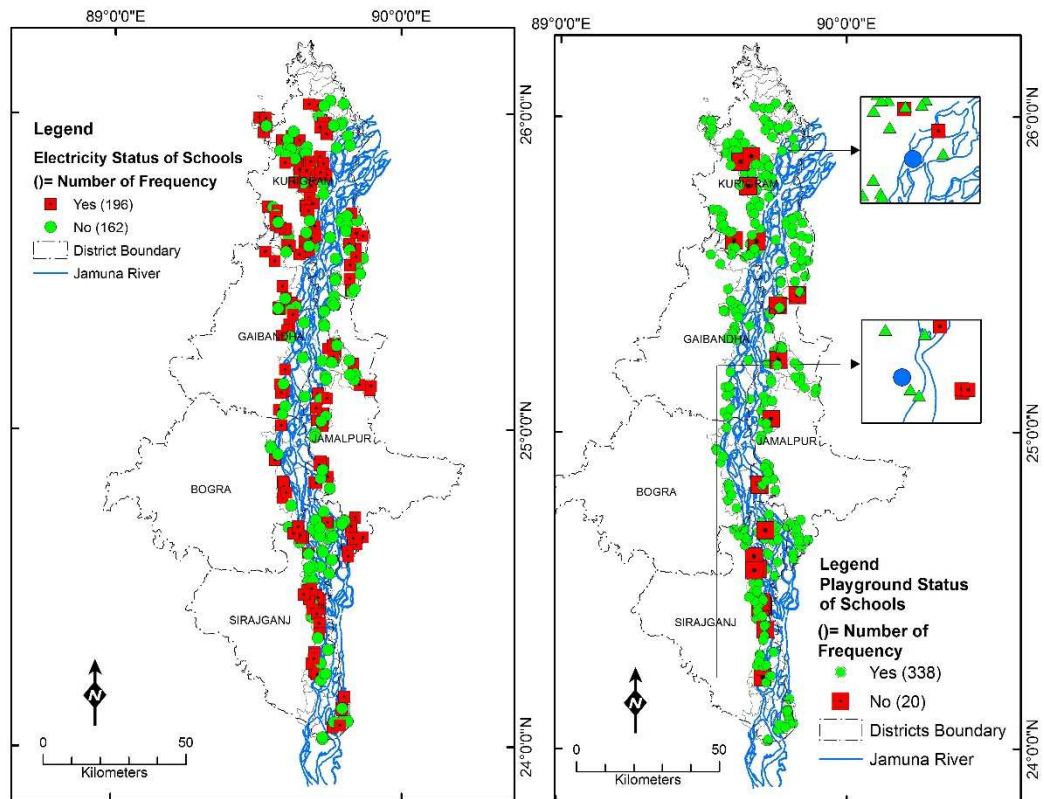 89°0'0"E
90°0'0"E
26°0'0"N
25°0'0"N
24°0'0"N
Legend
Electricity Status of Schools
()= Number of Frequency
Yes (196)
No (162)
District Boundary
Jamuna River
KURIGRAM
GAIBANDHA
JAMALPUR
BOGRA
SIRAJGANJ
N
0
50
Kilometers
89°0'0"E
90°0'0"E
26°0'0"N
25°0'0"N
24°0'0"N
KURIGRAM
GAIBANDHA
JAMALPUR
BOGRA
SIRAJGANJ
N
0
50
Kilometers
Legend
Playground Status
of Schools
()= Number of
Frequency
Yes (338)
No (20)
Districts Boundary
Jamuna River